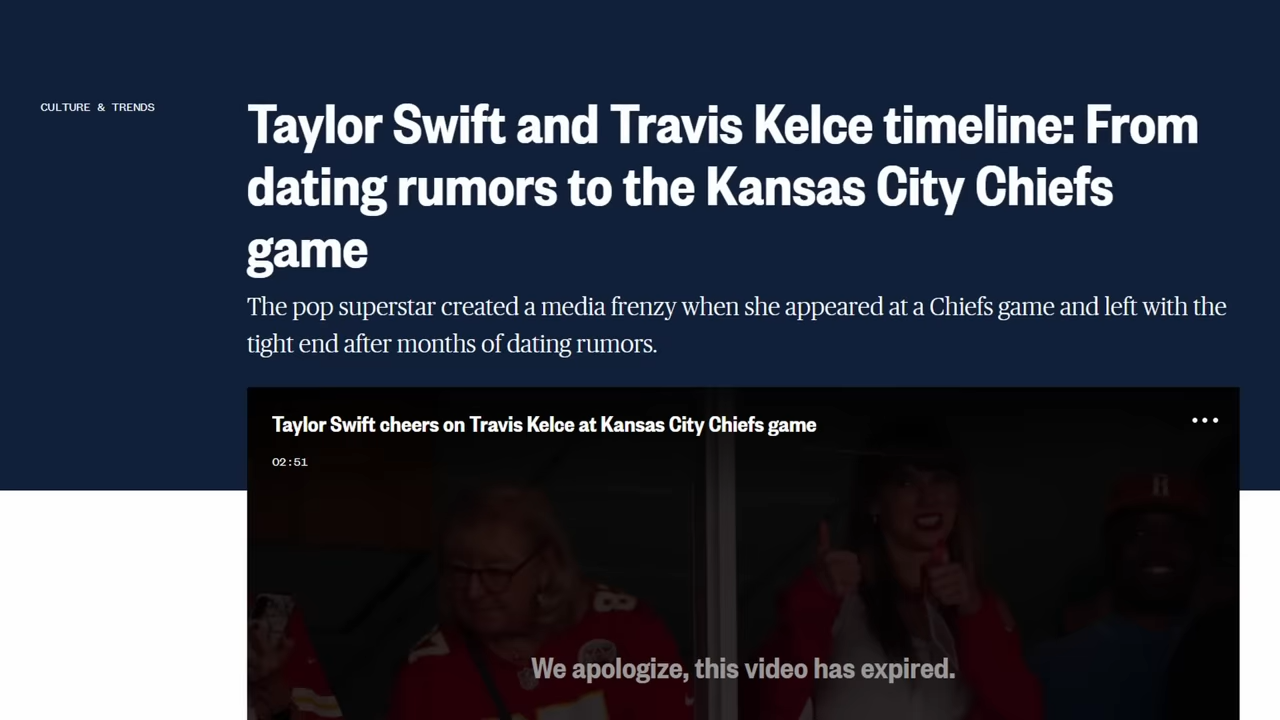 CULTURE & TRENDS
Taylor Swift and Travis Kelce timeline: From
dating rumors to the Kansas City Chiefs
game
The pop superstar created a media frenzy when she appeared at a Chiefs game and left with the
tight end after months of dating rumors.
Taylor Swift cheers on Travis Kelce at Kansas City Chiefs game
02:51
We apologize, this video has expired.